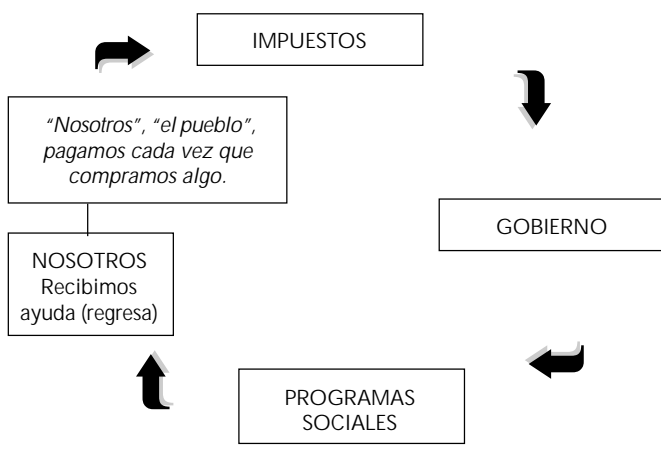 IMPUESTOS
“Nosotros”, “el pueblo”,
pagamos cada vez que
compramos algo.
GOBIERNO
NOSOTROS
Recibimos
ayuda (regresa)
PROGRAMAS
SOCIALES